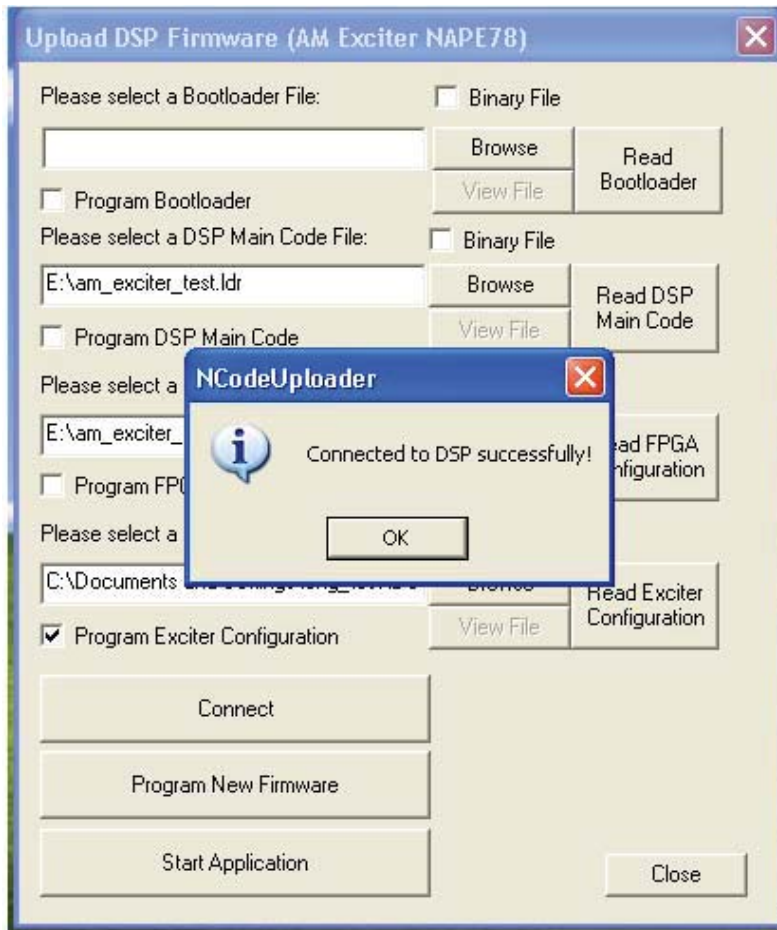 Upload DSP Firmware (AM Exciter NAPE78)
Please select a Bootloader File:
Binary File
Browse
Read
Bootloader
View File
Program Bootloader
Please select a DSP Main Code File:
Binary File
E:\am_exciter_test.ldr
Browse
Read DSP
Main Code
View File
Program DSP Main Code
NCodeUploader
Please select a
Connected to DSP successfully!
E:\am_exciter_
FPGA
Program
OK
Please select a
C:\Documents
Read Exciter
Configuration
View File
Program Exciter Configuration
Connect
Program New Firmware
Start Application
Close